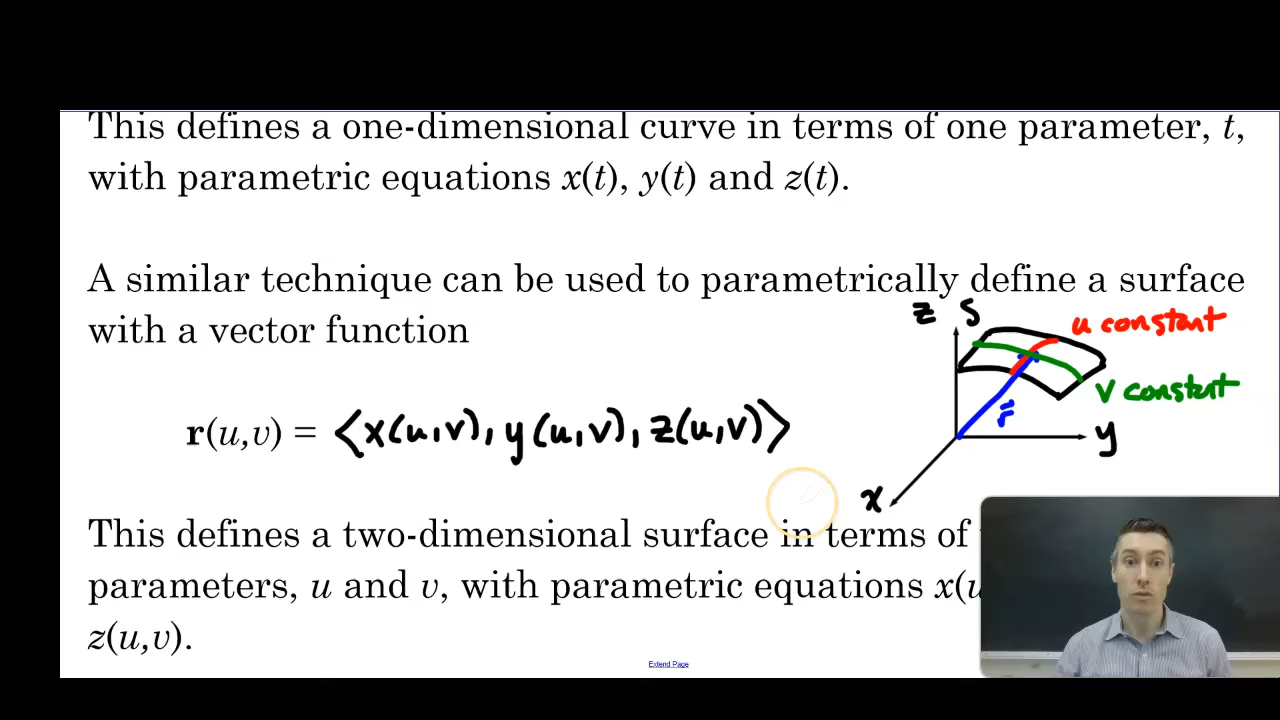 This defines a one-dimensional curve in terms of one parameter, t,
with parametric equations x(t), y(t) and z(t).
A similar technique can be used to parametrically define a surface
with a vector function
z S
u constant
v constant
r(u,v) = ⟨x(u,v), y(u,v), z(u,v)⟩
r⃗
y
x
This defines a two-dimensional surface in terms of
parameters, u and v, with parametric equations x(u
z(u,v).
Extend Page